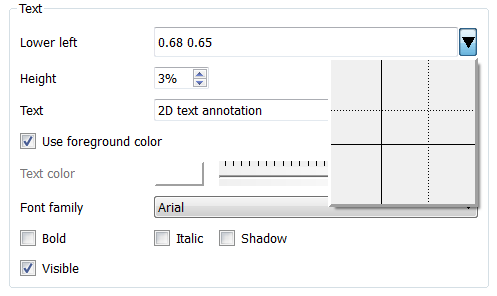 Text
Lower left 0.68 0.65
Height 3%
Text 2D text annotation
Use foreground color
Text color
Font family Arial
Bold Italic Shadow
Visible